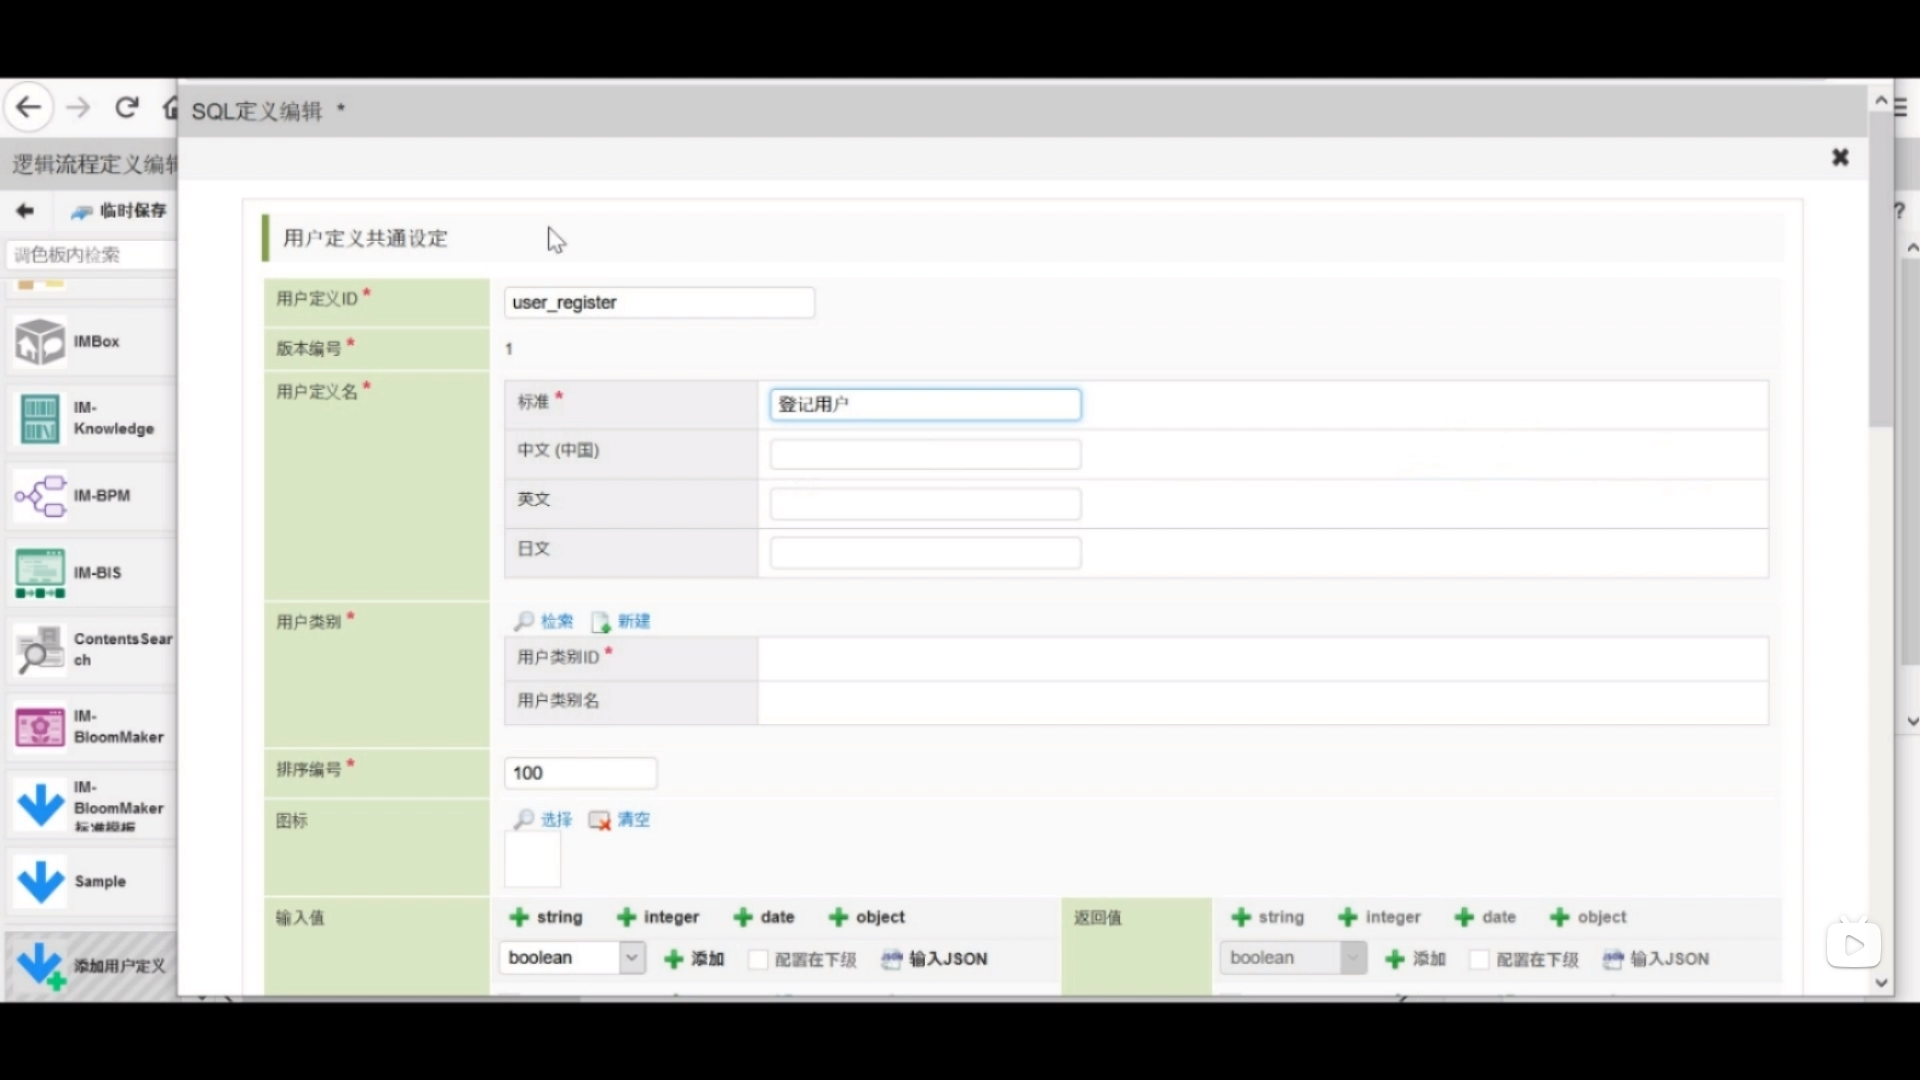 SQL定义编辑 *
逻辑流程定义编辑
临时保存
?
调色板内检索
用户定义共通设定
用户定义ID *
user_register
IMBox
版本编号 *
1
用户定义名 *
标准 *
登记用户
IM-
Knowledge
中文 (中国)
IM-BPM
英文
日文
IM-BIS
用户类别 *
检索
新建
ContentsSear
ch
用户类别ID *
用户类别名
IM-
BloomMaker
排序编号 *
100
IM-
BloomMaker
标准模板
图标
选择
清空
Sample
输入值
string
integer
date
object
返回值
string
integer
date
object
boolean
添加
配置在下级
输入JSON
boolean
添加
配置在下级
输入JSON
添加用户定义